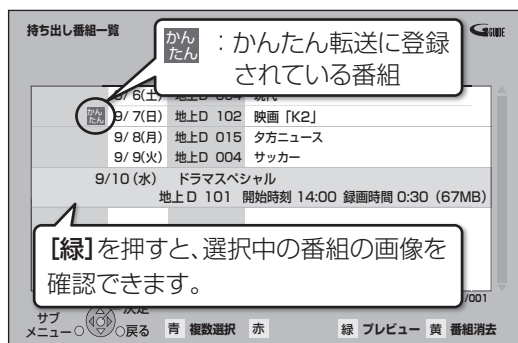 持ち出し番組一覧
GGUIDE
かん
たん
:かんたん転送に登録
されている番組
9/ 6(土) 地上D
かん
たん
9/ 7(日) 地上D 102 映画「K2」
9/ 8(月) 地上D 015 夕方ニュース
9/ 9(火) 地上D 004 サッカー
9/10(水) ドラマスペシャル
地上D 101 開始時刻 14:00 録画時間 0:30 (67MB)
[緑]を押すと、選択中の番組の画像を
確認できます。
/001
サブ
メニュー
戻る
青 複数選択 赤 緑 プレビュー 黄 番組消去